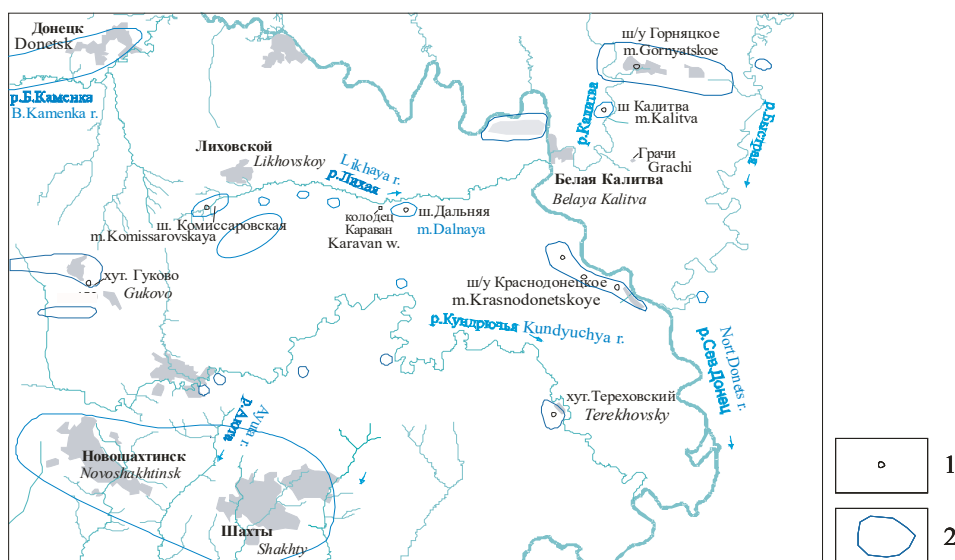 Донецк
Donetsk
р.Б.Каменка
B.Kamenka r.
ш/у Горняцкое
m.Gornyatskoe
ш Калитва
m.Kalitva
р.Калитва
р.Быстрая
Грачи
Grachi
Белая Калитва
Belaya Kalitva
Лиховской
Likhovskoy
Likhaya r.
р.Лихая
ш. Комиссаровская
m.Komissarovskaya
колодец
Караван
Karavan w.
ш.Дальняя
m.Dalnaya
хут. Гуково
Gukovo
ш/у Краснодонецкое
m.Krasnodonetskoye
р.Кундрючья Kundyuchya r.
Nort.Donets r.
р.Сев.Донец
хут.Тереховский
Terekhovsky
Ayuta r.
р.Аюта
Новошахтинск
Novoshakhtinsk
Шахты
Shakhty
1
2